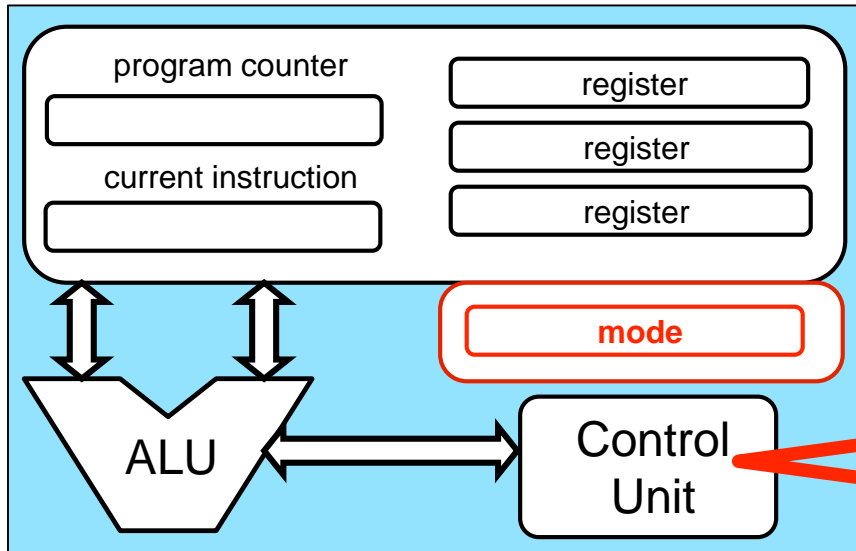 program counter
current instruction
register
register
register
mode
ALU
Control
Unit